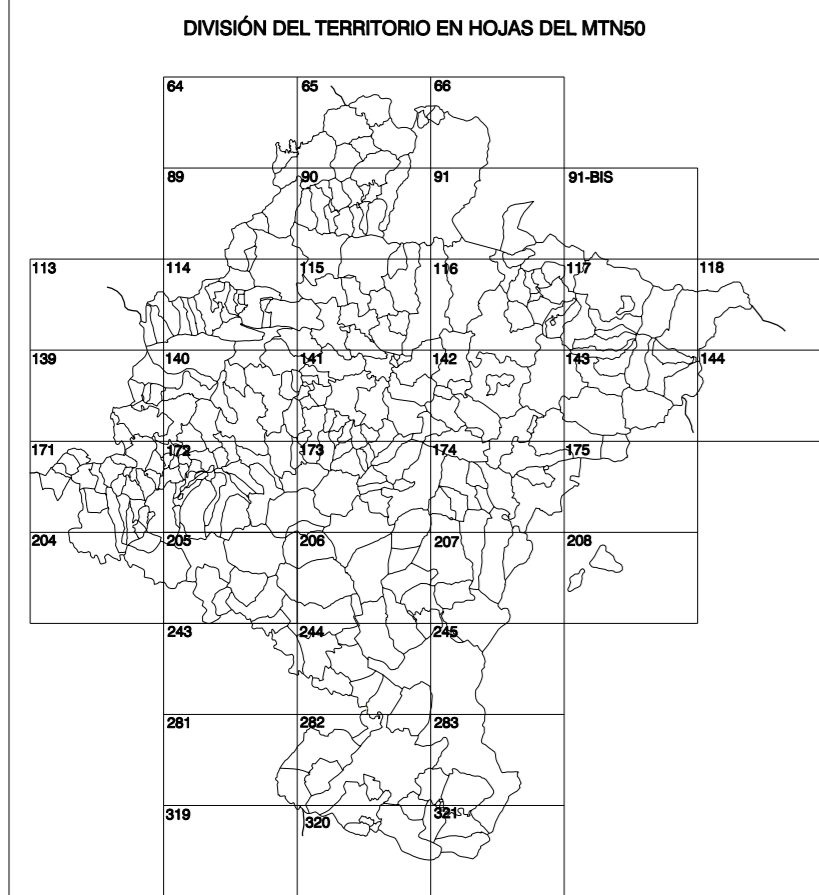 DIVISIÓN DEL TERRITORIO EN HOJAS DEL MTN50
64 65 66
89 90 91 91-BIS
113 114 115 116 117 118
139 140 141 142 143 144
171 172 173 174 175
204 205 206 207 208
243 244 245
281 282 283
319 320 321